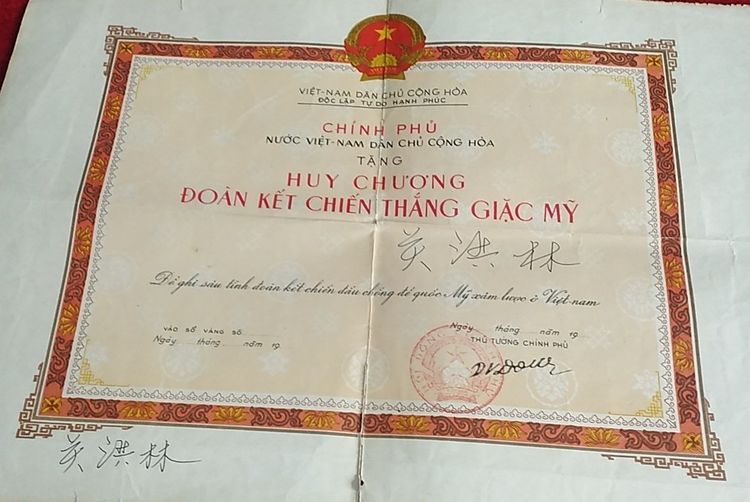 VIỆT-NAM DÂN CHỦ CỘNG HÒA
ĐỘC LẬP TỰ DO HẠNH PHÚC
CHÍNH PHỦ
NƯỚC VIỆT-NAM DÂN CHỦ CỘNG HÒA
TẶNG
HUY CHƯƠNG
ĐOÀN KẾT CHIẾN THẮNG GIẶC MỸ
吴洪林
Để ghi sâu tình đoàn kết chiến đấu chống đế quốc Mỹ xâm lược ở Việt-nam
VÀO SỔ VÀNG SỐ
Ngày tháng năm 19
Ngày tháng năm 19
THỦ TƯỚNG CHÍNH PHỦ
吴洪林